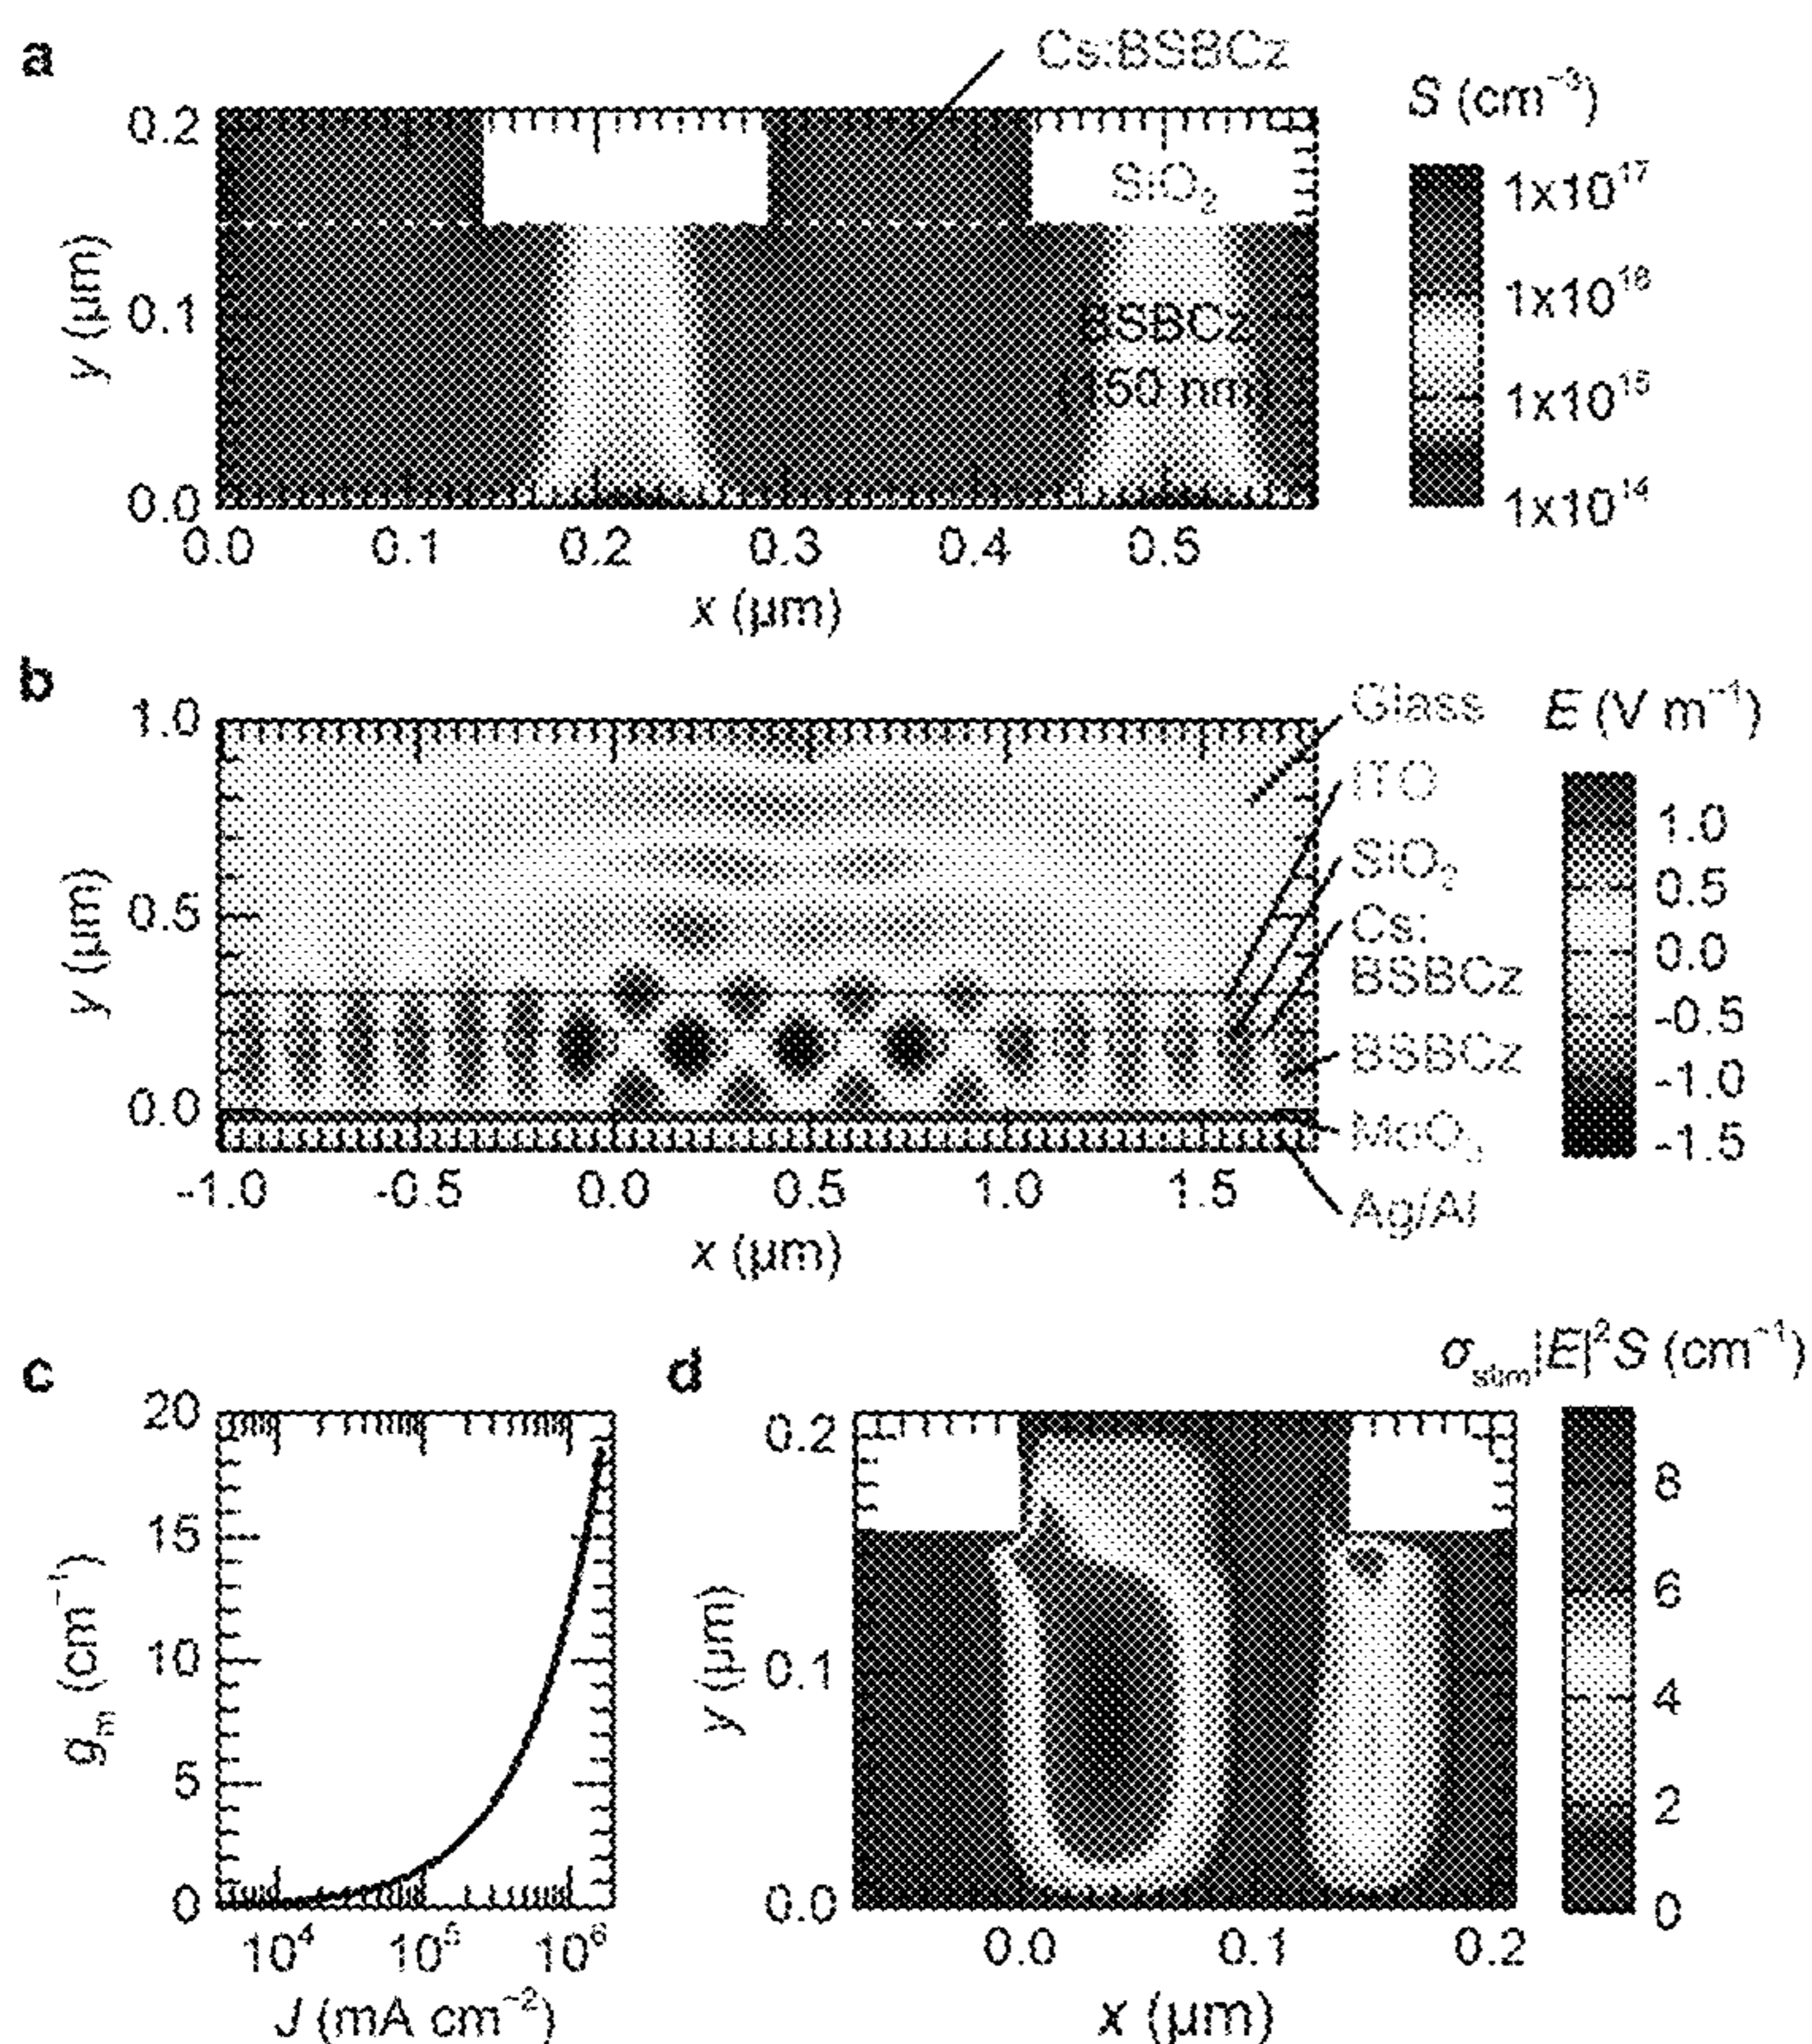 a
Cs:BSBCz
S (cm⁻³)
0.2
0.1
0.0
y (μm)
SiO₂
BSBCz
(150 nm)
1x10¹⁷
1x10¹⁶
1x10¹⁵
1x10¹⁴
0.0 0.1 0.2 0.3 0.4 0.5
x (μm)
b
1.0
0.5
0.0
y (μm)
Glass
ITO
SiO₂
Cs:
BSBCz
BSBCz
MoO₃
Ag/Al
E (V m⁻¹)
1.0
0.5
0.0
-0.5
-1.0
-1.5
-1.0 -0.5 0.0 0.5 1.0 1.5
x (μm)
c
20
15
10
5
0
gₘ (cm⁻¹)
10⁴ 10⁵ 10⁶
J (mA cm⁻²)
d
σstim|E|²S (cm⁻¹)
0.2
0.1
0.0
y (μm)
8
6
4
2
0
0.0 0.1 0.2
x (μm)